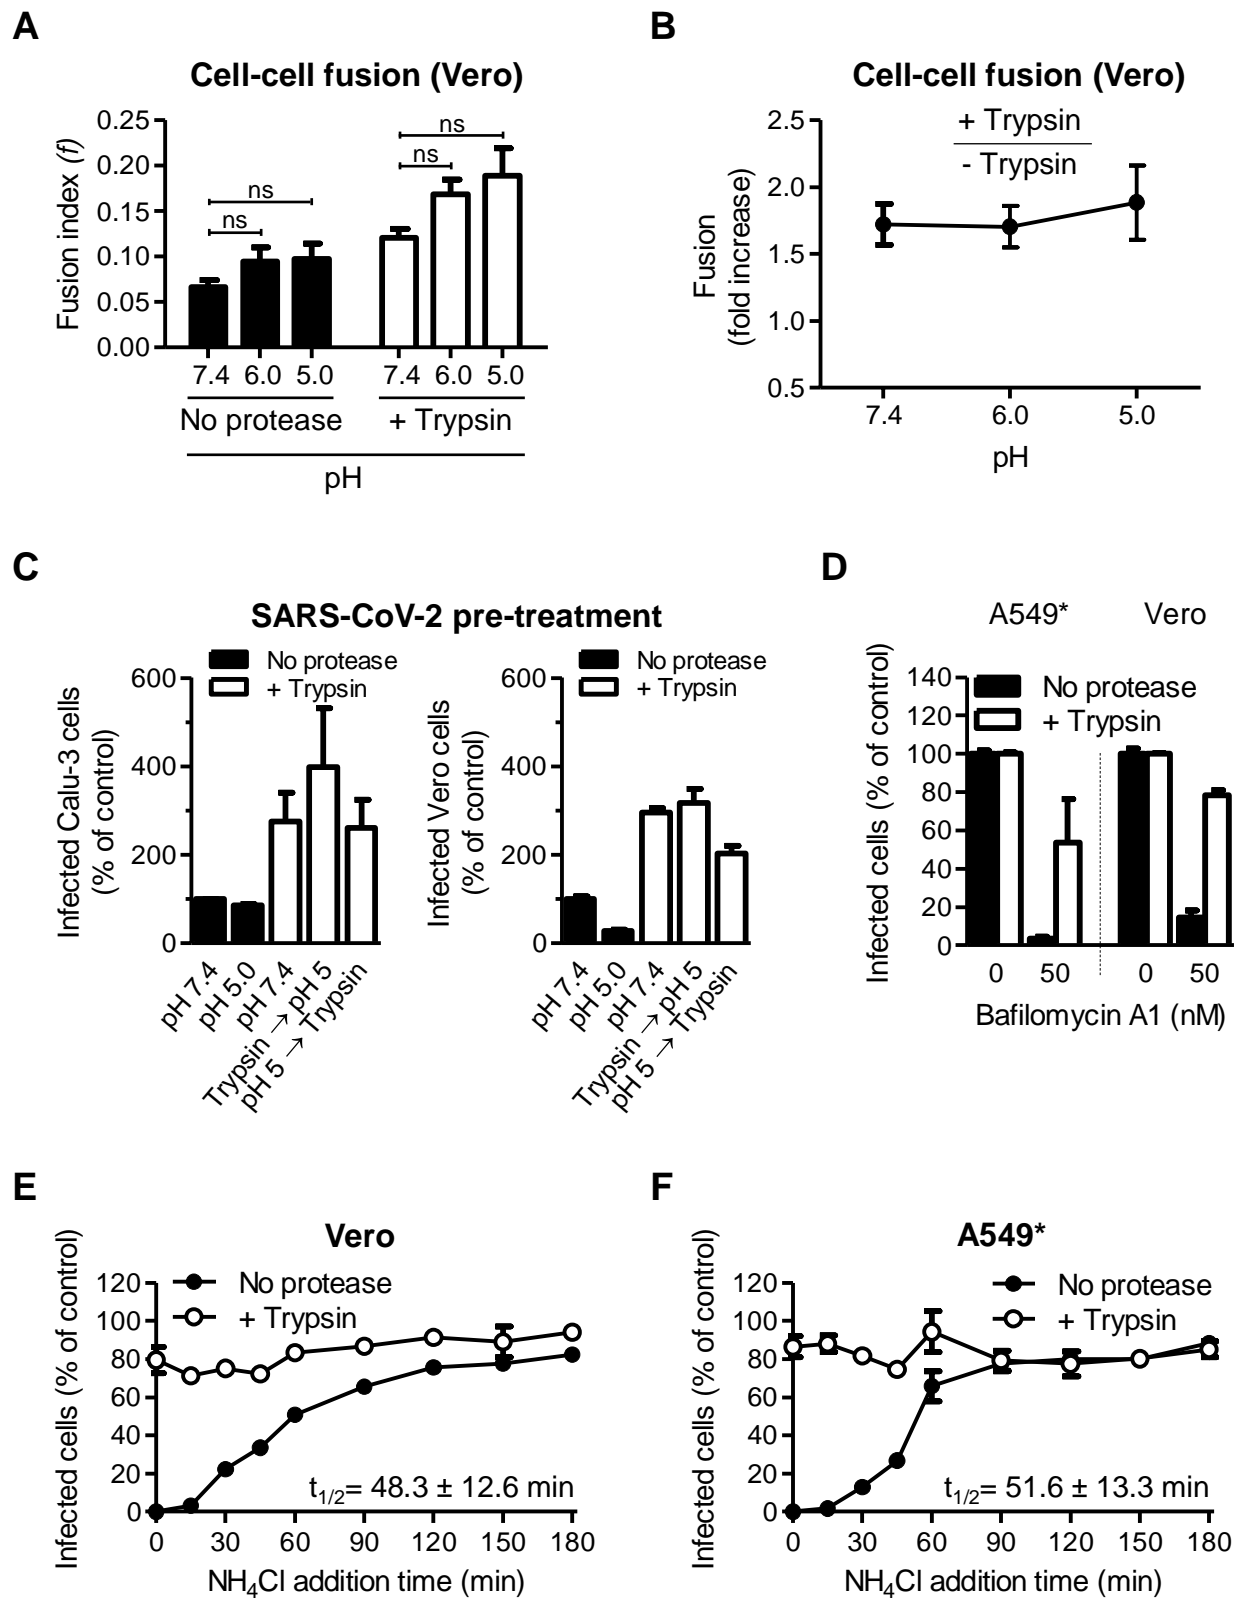 A
Cell-cell fusion (Vero)
Fusion index (f)
0.25
0.20
0.15
0.10
0.05
0.00
ns
ns
ns
ns
7.4 6.0 5.0 7.4 6.0 5.0
No protease + Trypsin
pH
B
Cell-cell fusion (Vero)
+ Trypsin
- Trypsin
Fusion
(fold increase)
2.5
2.0
1.5
1.0
0.5
7.4 6.0 5.0
pH
C
SARS-CoV-2 pre-treatment
Infected Calu-3 cells
(% of control)
No protease
+ Trypsin
600
400
200
0
pH 7.4
pH 5.0
pH 7.4
Trypsin → pH 5
pH 5 → Trypsin
Infected Vero cells
(% of control)
No protease
+ Trypsin
600
400
200
0
pH 7.4
pH 5.0
pH 7.4
Trypsin → pH 5
pH 5 → Trypsin
D
A549* Vero
Infected cells (% of control)
No protease
+ Trypsin
140
120
100
80
60
40
20
0
0 50 0 50
Bafilomycin A1 (nM)
E
Vero
Infected cells (% of control)
No protease
+ Trypsin
120
100
80
60
40
20
0
t1/2= 48.3 ± 12.6 min
0 30 60 90 120 150 180
NH4Cl addition time (min)
F
A549*
Infected cells (% of control)
No protease
+ Trypsin
120
100
80
60
40
20
0
t1/2= 51.6 ± 13.3 min
0 30 60 90 120 150 180
NH4Cl addition time (min)